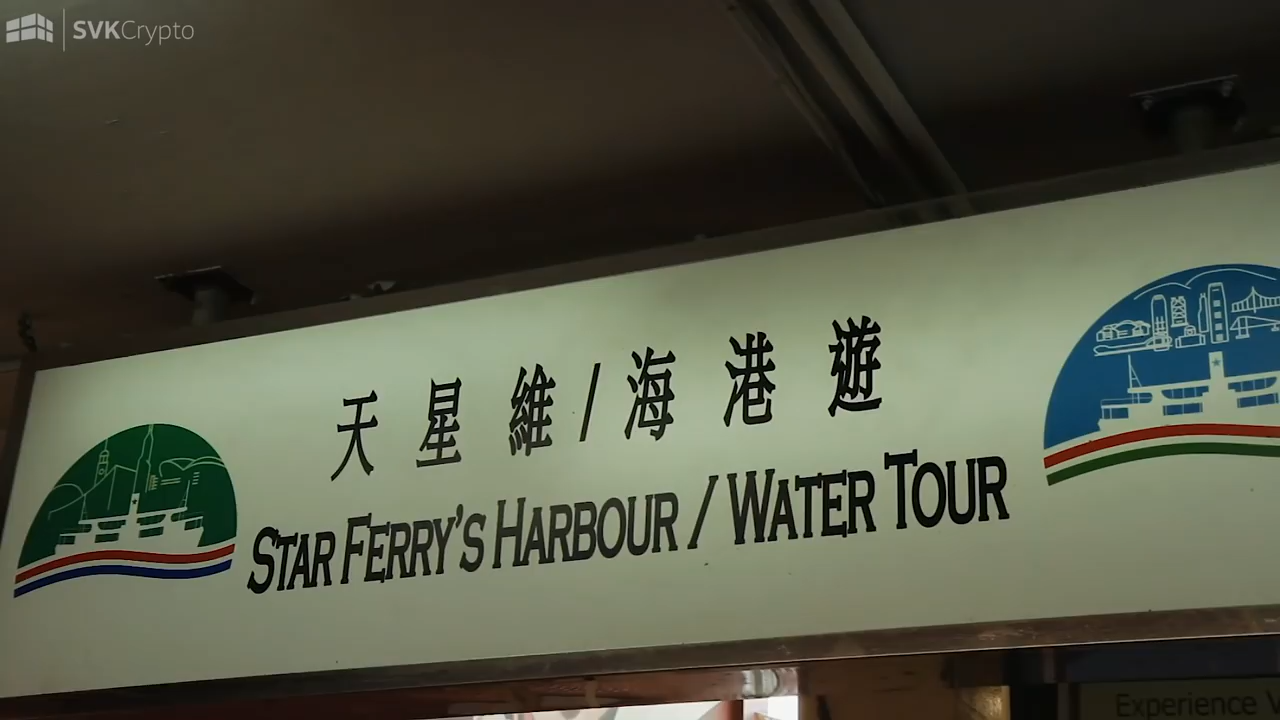 SVKCrypto
天星維/海港遊
STAR FERRY'S HARBOUR / WATER TOUR
Experience